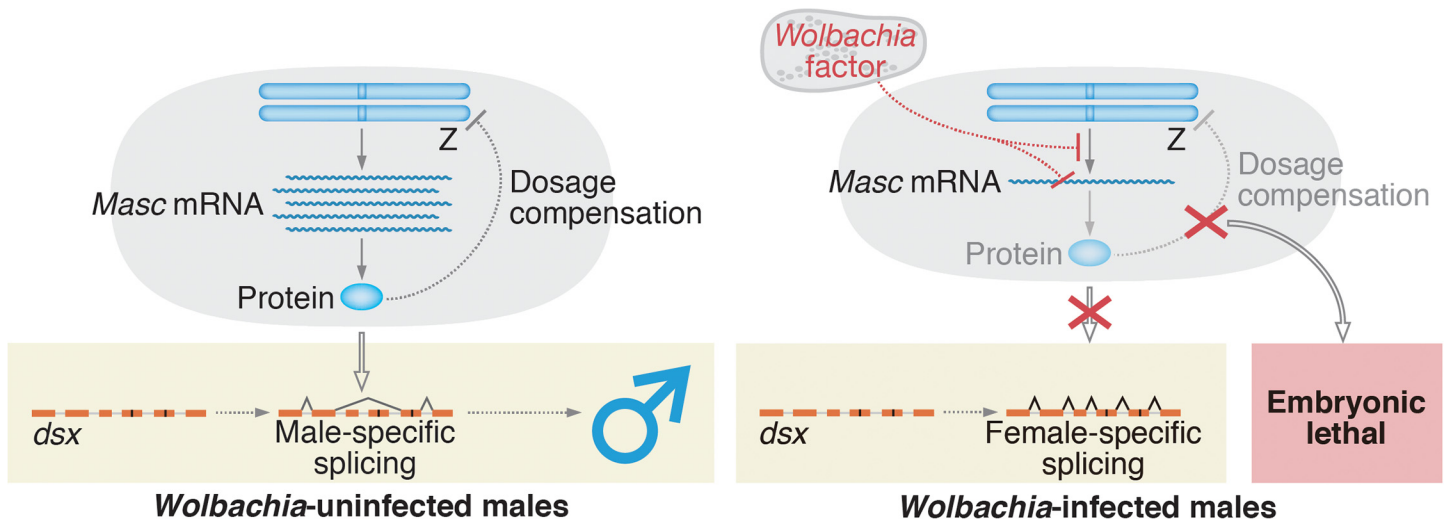 Z
Masc mRNA
Dosage
compensation
Protein
dsx
Male-specific
splicing
Wolbachia-uninfected males
Wolbachia
factor
Z
Masc mRNA
Dosage
compensation
Protein
dsx
Female-specific
splicing
Embryonic
lethal
Wolbachia-infected males